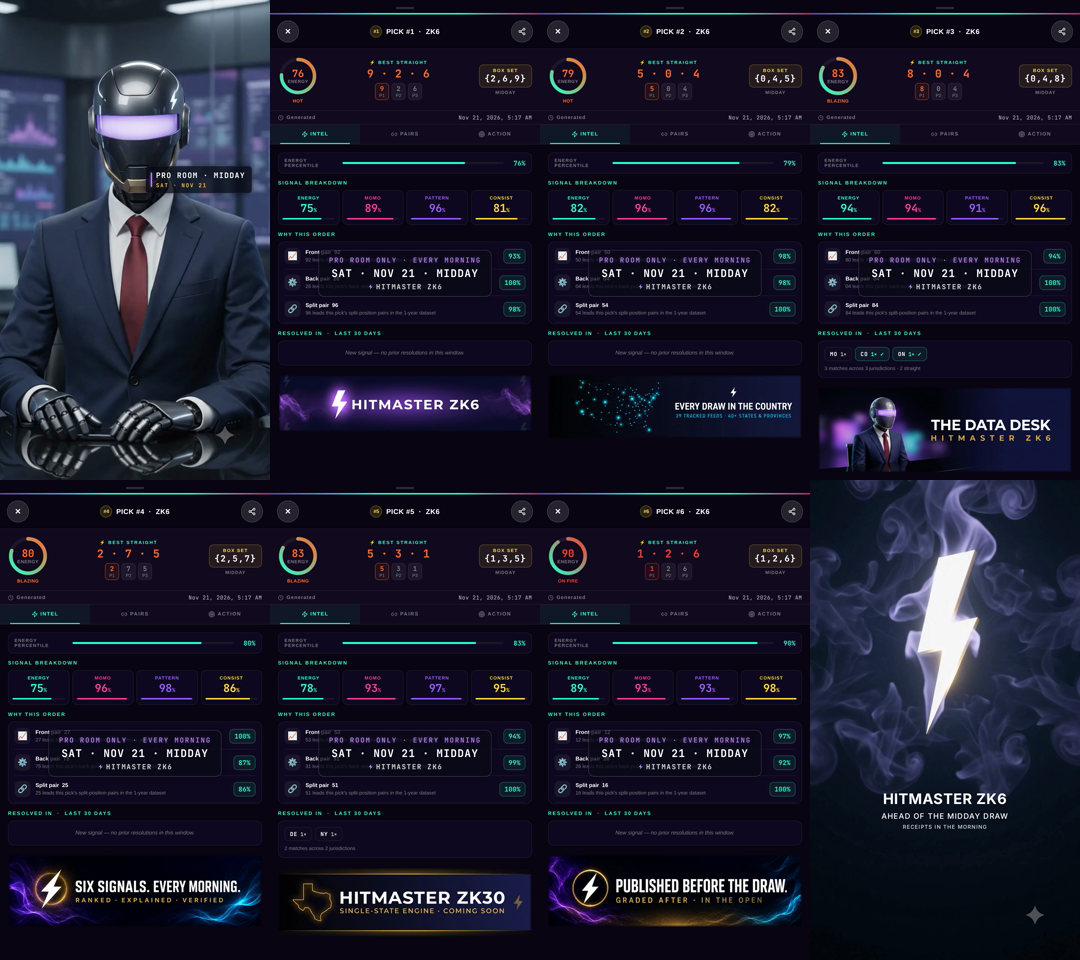 PRO ROOM · MIDDAY
SAT · NOV 21
#1 PICK #1 · ZK6
76
ENERGY
HOT
⚡ BEST STRAIGHT
9 · 2 · 6
9 2 6
P1 P2 P3
BOX SET
{2,6,9}
MIDDAY
Generated Nov 21, 2026, 5:17 AM
INTEL PAIRS ACTION
ENERGY PERCENTILE 76%
SIGNAL BREAKDOWN
ENERGY MOMO PATTERN CONSIST
75% 89% 96% 81%
WHY THIS ORDER
Front 93%
PRO ROOM ONLY · EVERY MORNING
SAT · NOV 21 · MIDDAY
⚡ HITMASTER ZK6
Back 100%
Split pair 96 98%
96 leads this pick's split-position pairs in the 1-year dataset
RESOLVED IN · LAST 30 DAYS
New signal — no prior resolutions in this window.
HITMASTER ZK6
#2 PICK #2 · ZK6
79
ENERGY
HOT
⚡ BEST STRAIGHT
5 · 0 · 4
5 0 4
P1 P2 P3
BOX SET
{0,4,5}
MIDDAY
Generated Nov 21, 2026, 5:17 AM
INTEL PAIRS ACTION
ENERGY PERCENTILE 79%
SIGNAL BREAKDOWN
ENERGY MOMO PATTERN CONSIST
82% 96% 96% 82%
WHY THIS ORDER
Front 98%
PRO ROOM ONLY · EVERY MORNING
SAT · NOV 21 · MIDDAY
⚡ HITMASTER ZK6
Back 98%
Split pair 54 100%
54 leads this pick's split-position pairs in the 1-year dataset
RESOLVED IN · LAST 30 DAYS
New signal — no prior resolutions in this window.
EVERY DRAW IN THE COUNTRY
39 TRACKED FEEDS · 40+ STATES & PROVINCES
#3 PICK #3 · ZK6
83
ENERGY
BLAZING
⚡ BEST STRAIGHT
8 · 0 · 4
8 0 4
P1 P2 P3
BOX SET
{0,4,8}
MIDDAY
Generated Nov 21, 2026, 5:17 AM
INTEL PAIRS ACTION
ENERGY PERCENTILE 83%
SIGNAL BREAKDOWN
ENERGY MOMO PATTERN CONSIST
94% 94% 91% 96%
WHY THIS ORDER
Front 94%
PRO ROOM ONLY · EVERY MORNING
SAT · NOV 21 · MIDDAY
⚡ HITMASTER ZK6
Back 100%
Split pair 84 100%
84 leads this pick's split-position pairs in the 1-year dataset
RESOLVED IN · LAST 30 DAYS
MO 1× CO 1× ✓ ON 1× ✓
3 matches across 3 jurisdictions · 2 straight
THE DATA DESK
HITMASTER ZK6
#4 PICK #4 · ZK6
80
ENERGY
BLAZING
⚡ BEST STRAIGHT
2 · 7 · 5
2 7 5
P1 P2 P3
BOX SET
{2,5,7}
MIDDAY
Generated Nov 21, 2026, 5:17 AM
INTEL PAIRS ACTION
ENERGY PERCENTILE 80%
SIGNAL BREAKDOWN
ENERGY MOMO PATTERN CONSIST
75% 96% 98% 86%
WHY THIS ORDER
Front 100%
PRO ROOM ONLY · EVERY MORNING
SAT · NOV 21 · MIDDAY
⚡ HITMASTER ZK6
Back 87%
Split pair 25 86%
25 leads this pick's split-position pairs in the 1-year dataset
RESOLVED IN · LAST 30 DAYS
New signal — no prior resolutions in this window.
SIX SIGNALS. EVERY MORNING.
RANKED · EXPLAINED · VERIFIED
#5 PICK #5 · ZK6
83
ENERGY
BLAZING
⚡ BEST STRAIGHT
5 · 3 · 1
5 3 1
P1 P2 P3
BOX SET
{1,3,5}
MIDDAY
Generated Nov 21, 2026, 5:17 AM
INTEL PAIRS ACTION
ENERGY PERCENTILE 83%
SIGNAL BREAKDOWN
ENERGY MOMO PATTERN CONSIST
78% 93% 97% 95%
WHY THIS ORDER
Front 94%
PRO ROOM ONLY · EVERY MORNING
SAT · NOV 21 · MIDDAY
⚡ HITMASTER ZK6
Back 99%
Split pair 51 100%
51 leads this pick's split-position pairs in the 1-year dataset
RESOLVED IN · LAST 30 DAYS
DE 1× NY 1×
2 matches across 2 jurisdictions
HITMASTER ZK30
SINGLE-STATE ENGINE · COMING SOON
#6 PICK #6 · ZK6
90
ENERGY
ON FIRE
⚡ BEST STRAIGHT
1 · 2 · 6
1 2 6
P1 P2 P3
BOX SET
{1,2,6}
MIDDAY
Generated Nov 21, 2026, 5:17 AM
INTEL PAIRS ACTION
ENERGY PERCENTILE 90%
SIGNAL BREAKDOWN
ENERGY MOMO PATTERN CONSIST
89% 93% 93% 98%
WHY THIS ORDER
Front 97%
PRO ROOM ONLY · EVERY MORNING
SAT · NOV 21 · MIDDAY
⚡ HITMASTER ZK6
Back 92%
Split pair 16 100%
16 leads this pick's split-position pairs in the 1-year dataset
RESOLVED IN · LAST 30 DAYS
New signal — no prior resolutions in this window.
PUBLISHED BEFORE THE DRAW.
GRADED AFTER · IN THE OPEN
HITMASTER ZK6
AHEAD OF THE MIDDAY DRAW
RECEIPTS IN THE MORNING